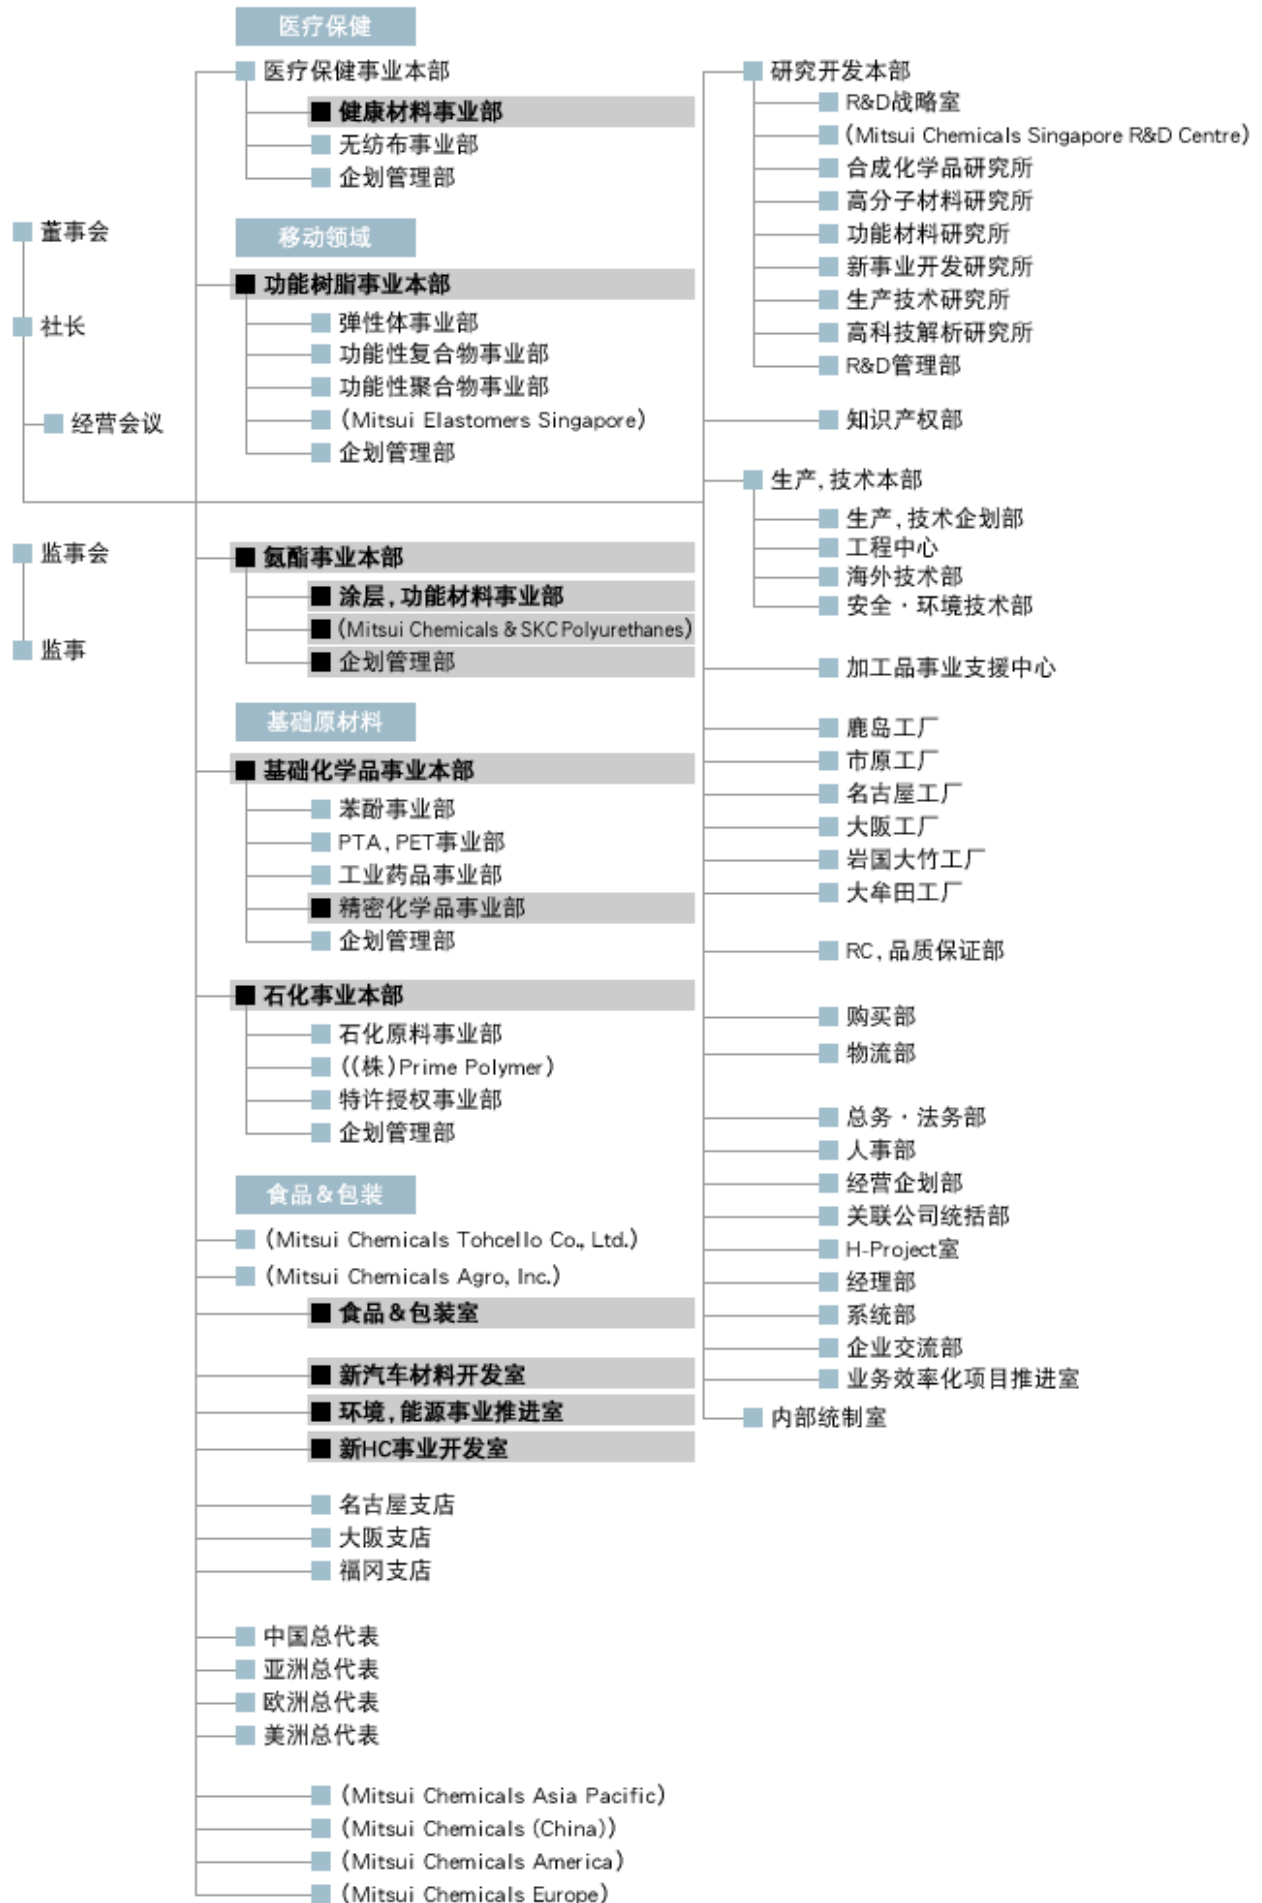 董事会
社长
经营会议
监事会
监事
医疗保健
医疗保健事业本部
健康材料事业部
无纺布事业部
企划管理部
移动领域
功能树脂事业本部
弹性体事业部
功能性复合物事业部
功能性聚合物事业部
(Mitsui Elastomers Singapore)
企划管理部
氨酯事业本部
涂层,功能材料事业部
(Mitsui Chemicals & SKC Polyurethanes)
企划管理部
基础原材料
基础化学品事业本部
苯酚事业部
PTA, PET事业部
工业药品事业部
精密化学品事业部
企划管理部
石化事业本部
石化原料事业部
((株)Prime Polymer)
特许授权事业部
企划管理部
食品&包装
(Mitsui Chemicals Tohcello Co., Ltd.)
(Mitsui Chemicals Agro, Inc.)
食品&包装室
新汽车材料开发室
环境,能源事业推进室
新HC事业开发室
名古屋支店
大阪支店
福冈支店
中国总代表
亚洲总代表
欧洲总代表
美洲总代表
(Mitsui Chemicals Asia Pacific)
(Mitsui Chemicals (China))
(Mitsui Chemicals America)
(Mitsui Chemicals Europe)
研究开发本部
R&D战略室
(Mitsui Chemicals Singapore R&D Centre)
合成化学品研究所
高分子材料研究所
功能材料研究所
新事业开发研究所
生产技术研究所
高科技解析研究所
R&D管理部
知识产权部
生产,技术本部
生产,技术企划部
工程中心
海外技术部
安全·环境技术部
加工品事业支援中心
鹿岛工厂
市原工厂
名古屋工厂
大阪工厂
岩国大竹工厂
大牟田工厂
RC,品质保证部
购买部
物流部
总务·法务部
人事部
经营企划部
关联公司统括部
H-Project室
经理部
系统部
企业交流部
业务效率化项目推进室
内部统制室